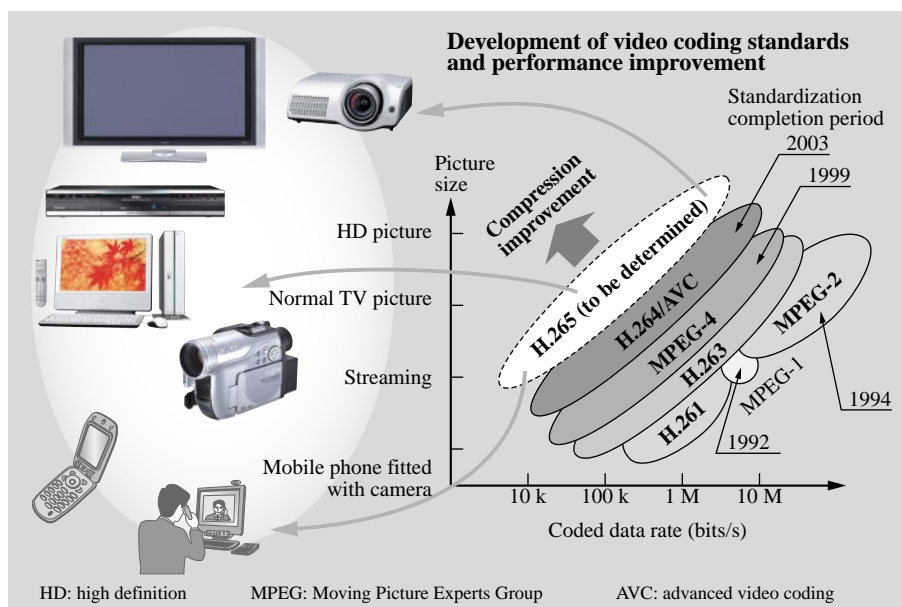 Development of video coding standards
and performance improvement
Standardization
completion period
2003
1999
Picture
size
Compression
improvement
HD picture
Normal TV picture
Streaming
Mobile phone fitted
with camera
H.265 (to be determined)
H.264/AVC
MPEG-4
H.263
H.261
MPEG-1
MPEG-2
1992
1994
10 k 100 k 1 M 10 M
Coded data rate (bits/s)
HD: high definition MPEG: Moving Picture Experts Group AVC: advanced video coding